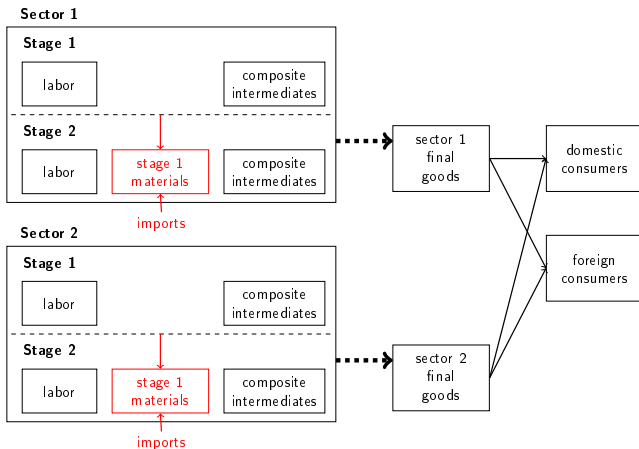 Sector 1
Stage 1
labor
composite
intermediates
Stage 2
labor
stage 1
materials
composite
intermediates
imports
sector 1
final
goods
domestic
consumers
Sector 2
Stage 1
labor
composite
intermediates
Stage 2
labor
stage 1
materials
composite
intermediates
imports
sector 2
final
goods
foreign
consumers